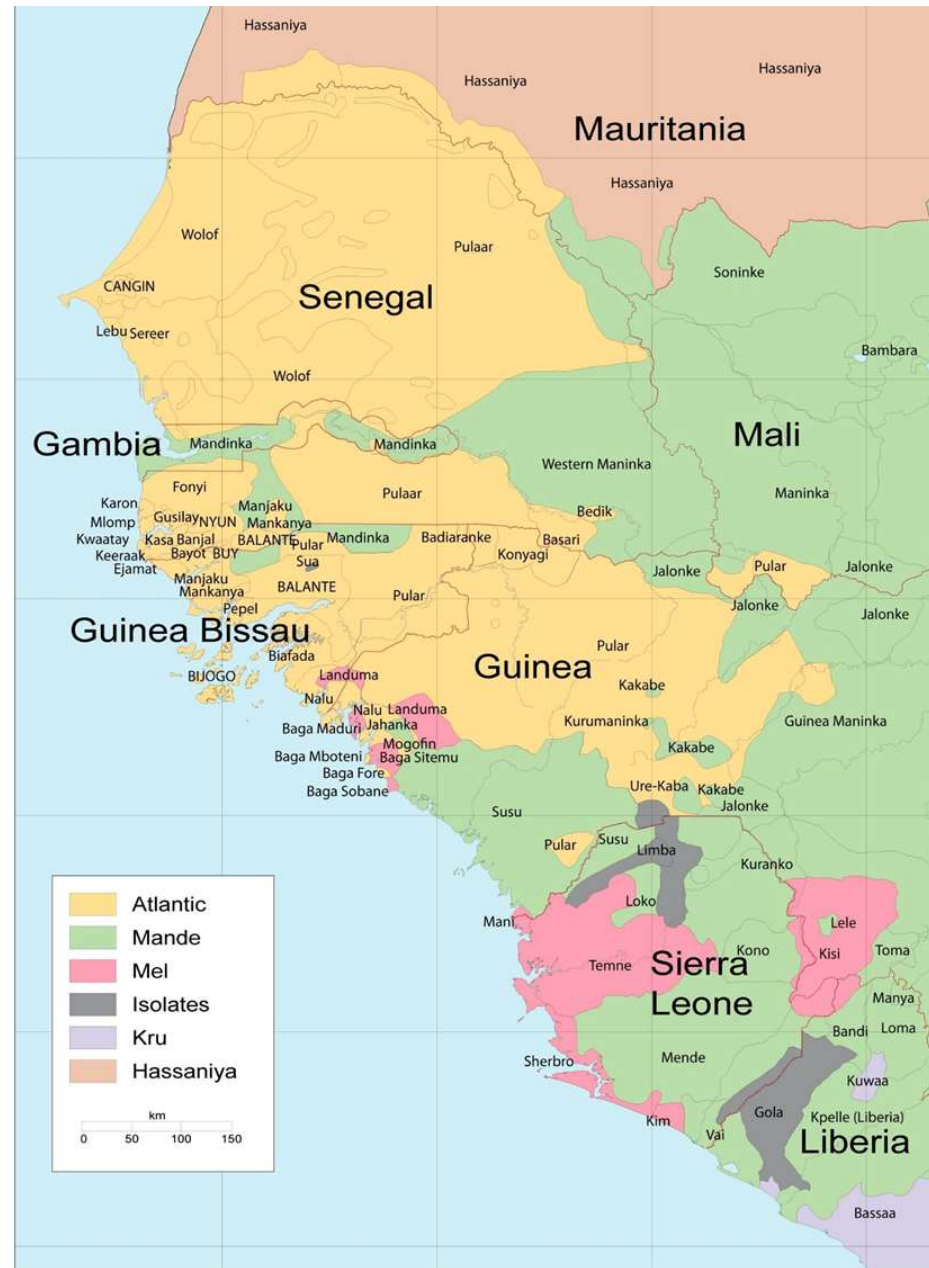 Hassaniya
Hassaniya
Hassaniya
Mauritania
Hassaniya
Wolof
Pulaar
Soninke
CANGIN
Senegal
Lebu Sereer
Bambara
Wolof
Gambia
Mandinka
Mandinka
Mali
Western Maninka
Fonyi
Pulaar
Maninka
Karon
Manjaku
Bedik
Mlomp
Gusilay
NYUN
Mankanya
Kwaatay
Kasa
Banjal
BALANTE
Mandinka
Badiaranke
Basari
Keeraak
Bayot
BUY
Pular
Konyagi
Ejamat
Sua
Jalonke
Pular
Jalonke
Manjaku
Mankanya
BALANTE
Pular
Jalonke
Pepel
Jalonke
Guinea Bissau
Biafada
Pular
Guinea
BIJOGO
Landuma
Kakabe
Nalu
Nalu
Landuma
Baga Maduri
Jahanka
Kurumaninka
Guinea Maninka
Mogofin
Kakabe
Baga Mboteni
Baga Sitemu
Baga Fore
Ure-Kaba
Kakabe
Baga Sobane
Jalonke
Susu
Pular
Susu
Limba
Kuranko
Loko
Mani
Lele
Kono
Kisi
Toma
Temne
Sierra
Leone
Manya
Bandi
Loma
Sherbro
Mende
Kuwaa
Gola
Kpelle (Liberia)
Kim
Vai
Liberia
Bassaa
Atlantic
Mande
Mel
Isolates
Kru
Hassaniya
km
0 50 100 150